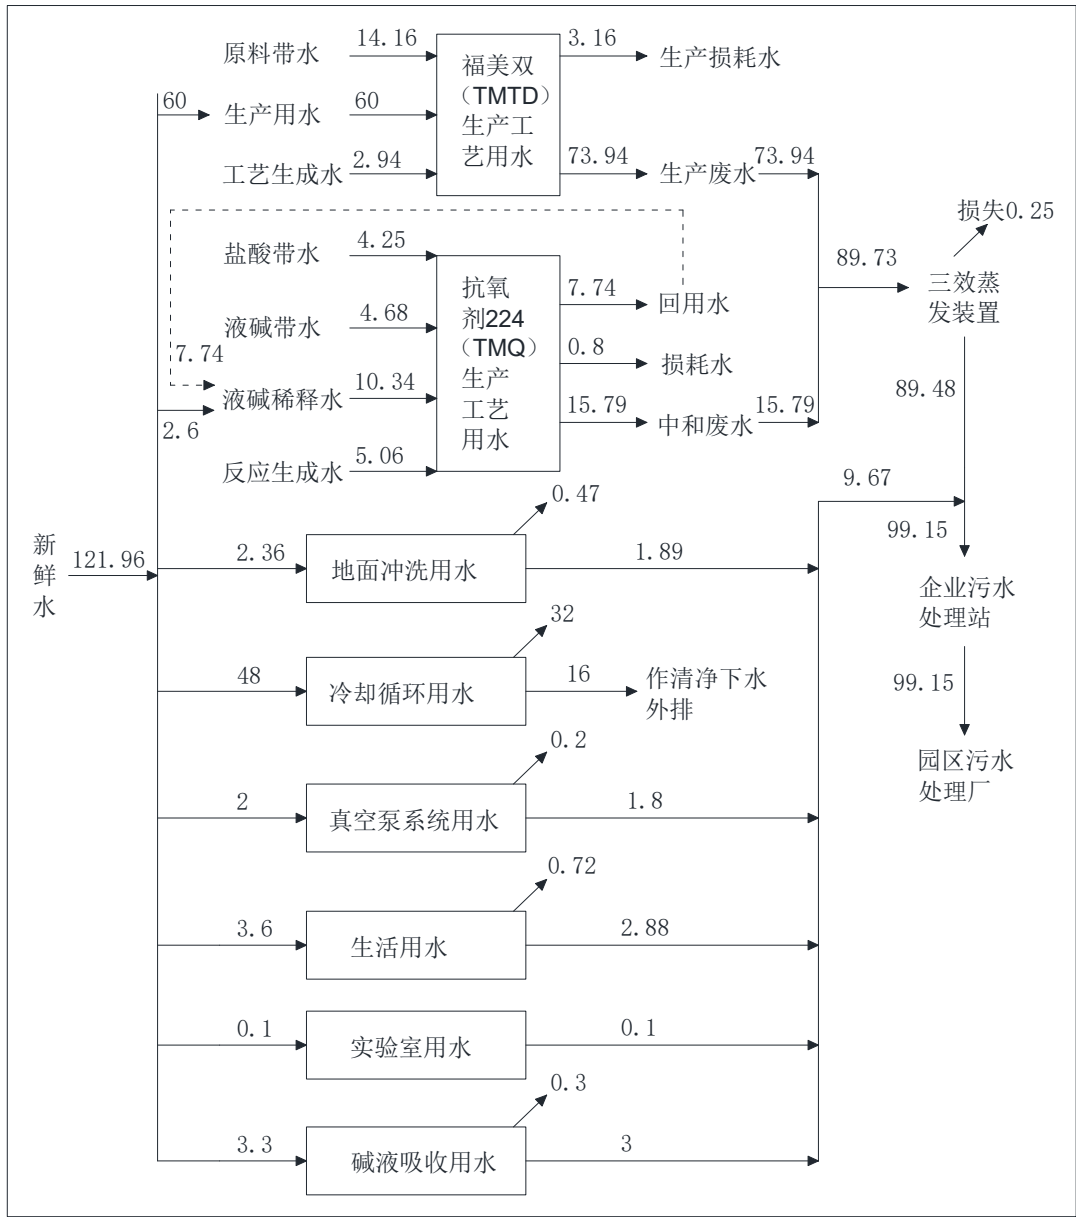 原料带水
14.16
福美双
（TMTD）
生产工
艺用水
3.16
生产损耗水
60
生产用水
60
工艺生成水
2.94
73.94
生产废水
73.94
损失0.25
盐酸带水
4.25
89.73
三效蒸
发装置
抗氧
剂224
（TMQ）
生产
工艺
用水
7.74
回用水
液碱带水
4.68
7.74
0.8
损耗水
液碱稀释水
10.34
89.48
2.6
15.79
中和废水
15.79
反应生成水
5.06
9.67
0.47
新
鲜
水
121.96
2.36
地面冲洗用水
1.89
99.15
企业污水
处理站
32
48
冷却循环用水
16
作清净下水
外排
99.15
0.2
园区污水
处理厂
2
真空泵系统用水
1.8
0.72
3.6
生活用水
2.88
0.1
实验室用水
0.1
0.3
3.3
碱液吸收用水
3